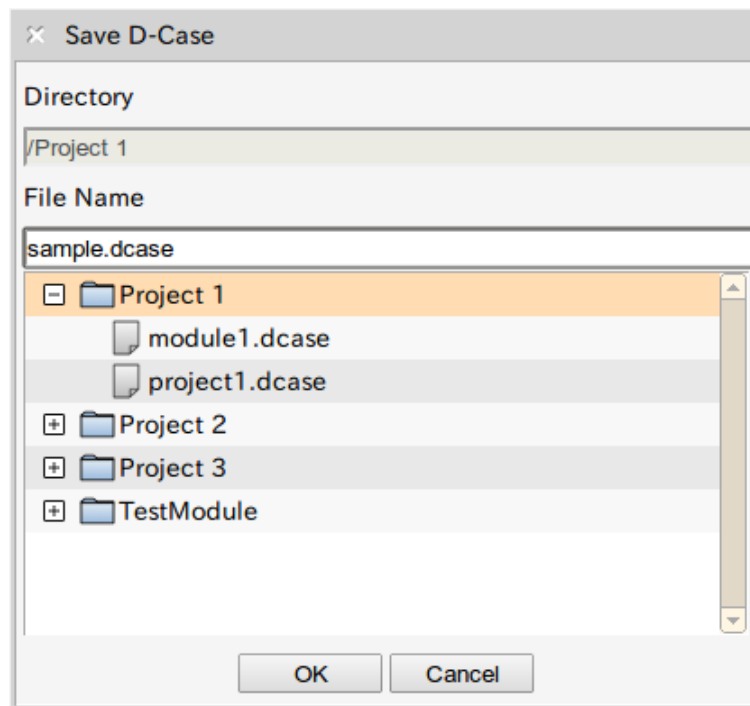 Save D-Case
Directory
/Project 1
File Name
sample.dcase
Project 1
module1.dcase
project1.dcase
Project 2
Project 3
TestModule
OK Cancel